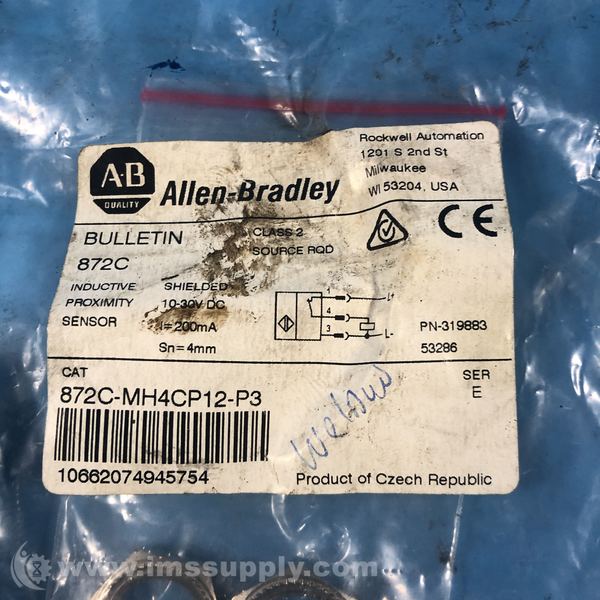 A·B
QUALITY
Allen-Bradley
Rockwell Automation
1201 S 2nd St
Milwaukee
WI 53204, USA
BULLETIN
872C
CLASS 2
SOURCE RQD
CE
INDUCTIVE
PROXIMITY
SENSOR
SHIELDED
10-30V DC
I=200mA
Sn=4mm
1
4
3
L+
L-
PN-319883
53286
CAT
872C-MH4CP12-P3
SER
E
10662074945754
Product of Czech Republic
© www.imssupply.com/